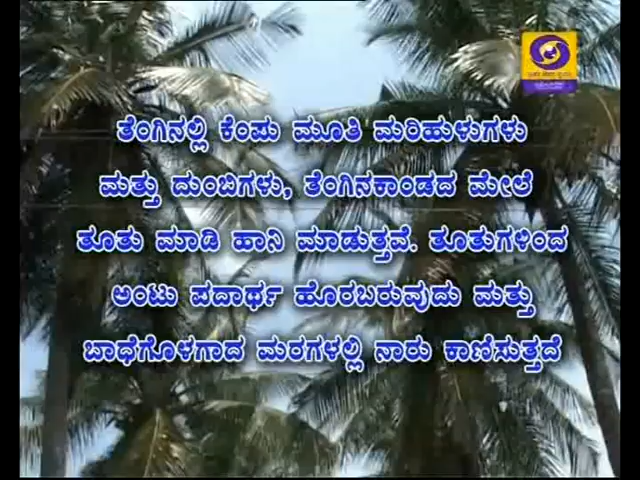 ತೆಂಗಿನಲ್ಲಿ ಕೆಂಪು ಮೂತಿ ಮರಿಹುಳುಗಳು
ಮತ್ತು ದುಂಬಿಗಳು, ತೆಂಗಿನಕಾಂಡದ ಮೇಲೆ
ತೂತು ಮಾಡಿ ಹಾನಿ ಮಾಡುತ್ತವೆ. ತೂತುಗಳಿಂದ
ಅಂಟು ಪದಾರ್ಥ ಹೊರಬರುವುದು ಮತ್ತು
ಬಾಧೆಗೊಳಗಾದ ಮರಗಳಲ್ಲಿ ನಾರು ಕಾಣಿಸುತ್ತದೆ